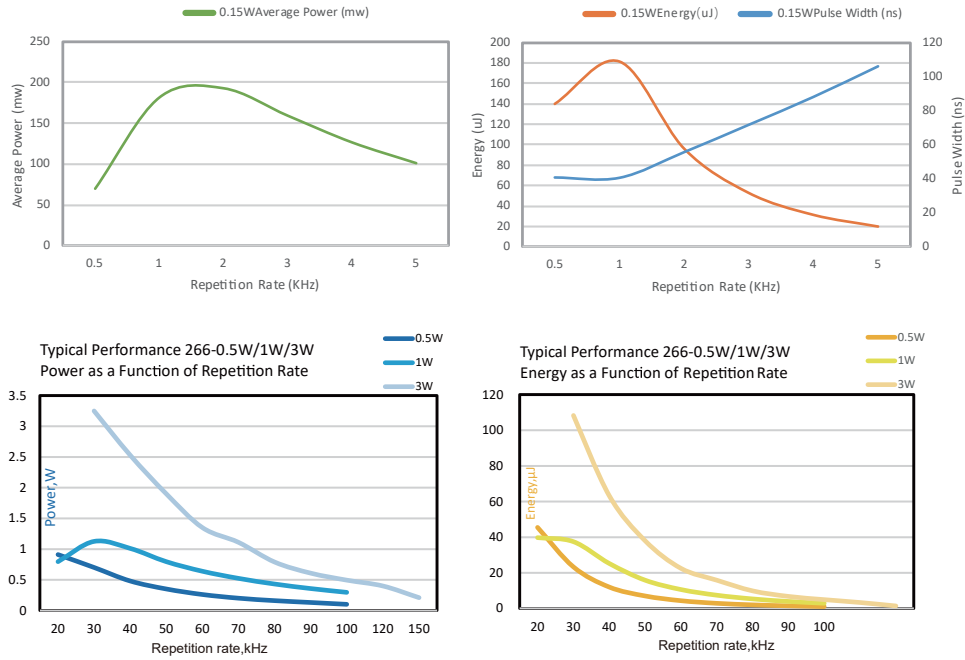 0.15WAverage Power (mw)
250
200
150
100
50
0
Average Power (mw)
0.5 1 2 3 4 5
Repetition Rate (KHz)
0.15WEnergy(uJ) 0.15WPulse Width (ns)
200
180
160
140
120
100
80
60
40
20
0
Energy (uJ)
120
100
80
60
40
20
0
Pulse Width (ns)
0.5 1 2 3 4 5
Repetition Rate (KHz)
Typical Performance 266-0.5W/1W/3W
Power as a Function of Repetition Rate
0.5W
1W
3W
3.5
3
2.5
2
1.5
1
0.5
0
Power,W
20 30 40 50 60 70 80 90 100 120 150
Repetition rate,kHz
Typical Performance 266-0.5W/1W/3W
Energy as a Function of Repetition Rate
0.5W
1W
3W
120
100
80
60
40
20
0
Energy,μJ
20 30 40 50 60 70 80 90 100
Repetition rate,kHz